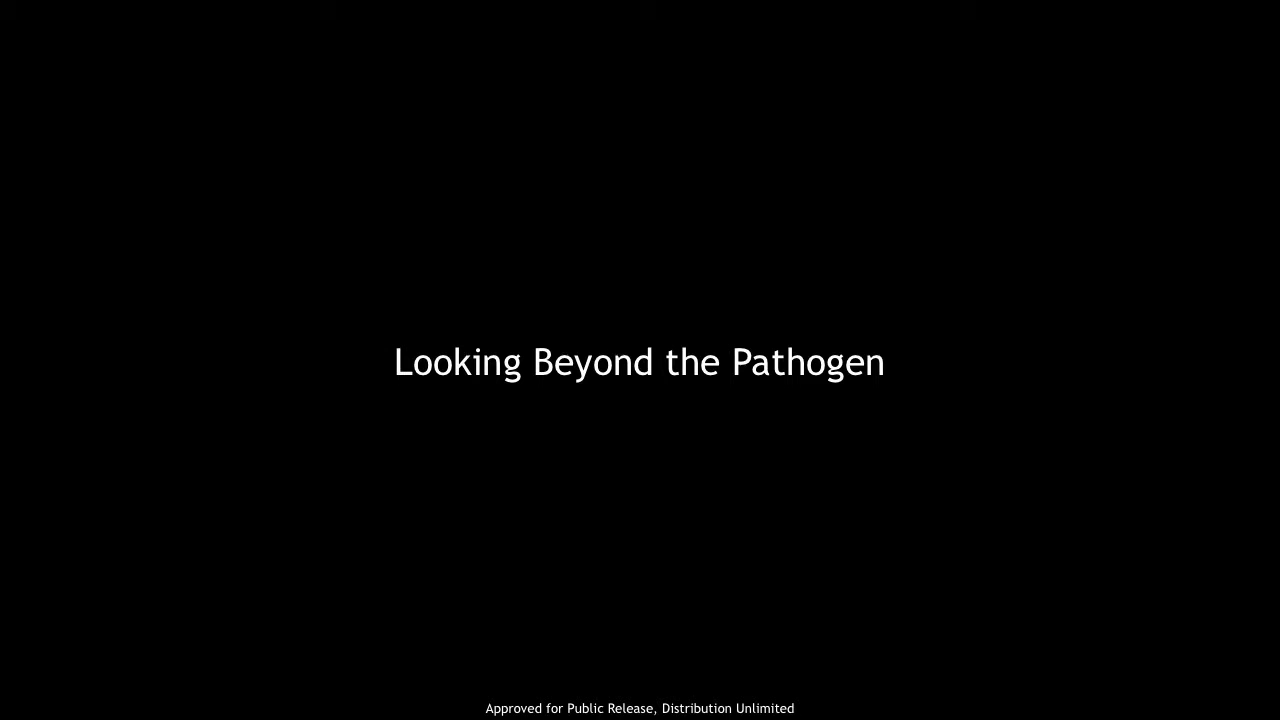 Looking Beyond the Pathogen
Approved for Public Release, Distribution Unlimited